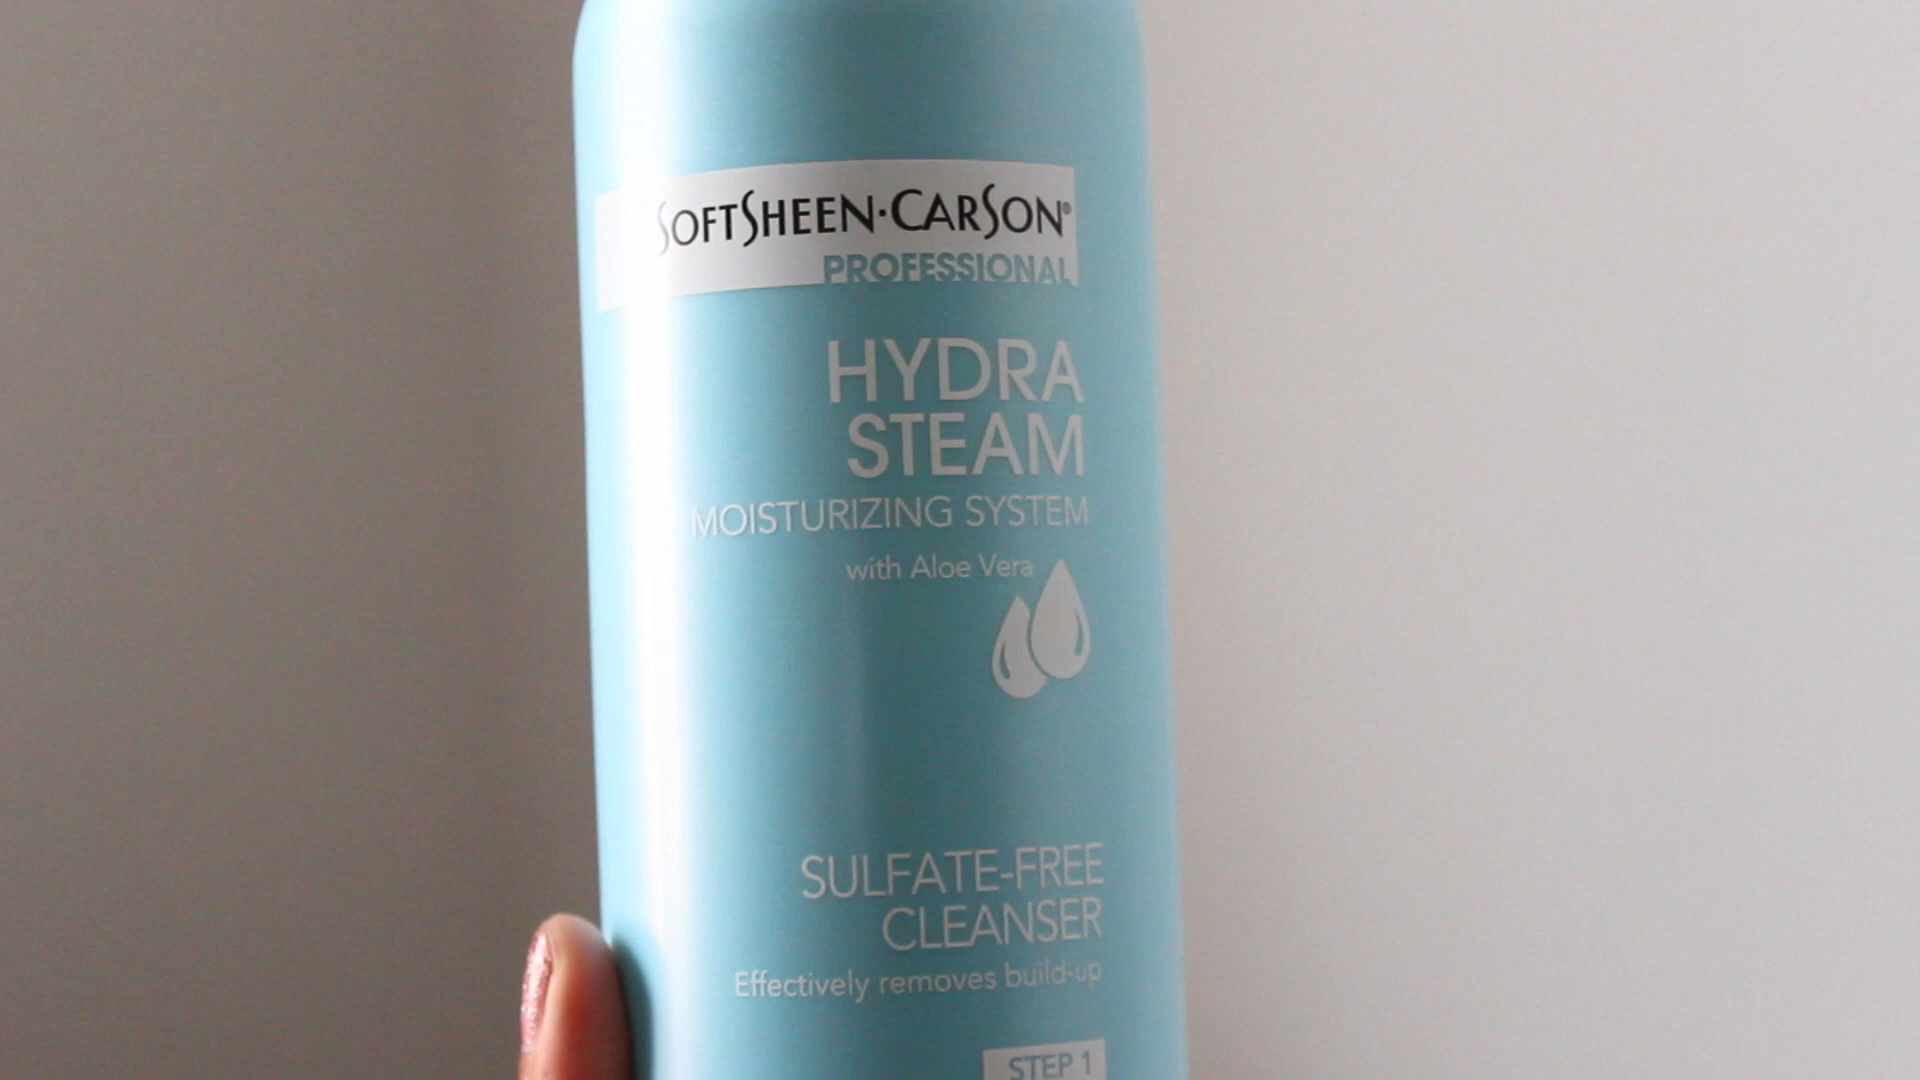 SOFTSHEEN·CARSON®
PROFESSIONAL
HYDRA
STEAM
MOISTURIZING SYSTEM
with Aloe Vera
SULFATE-FREE
CLEANSER
Effectively removes build-up
STEP 1